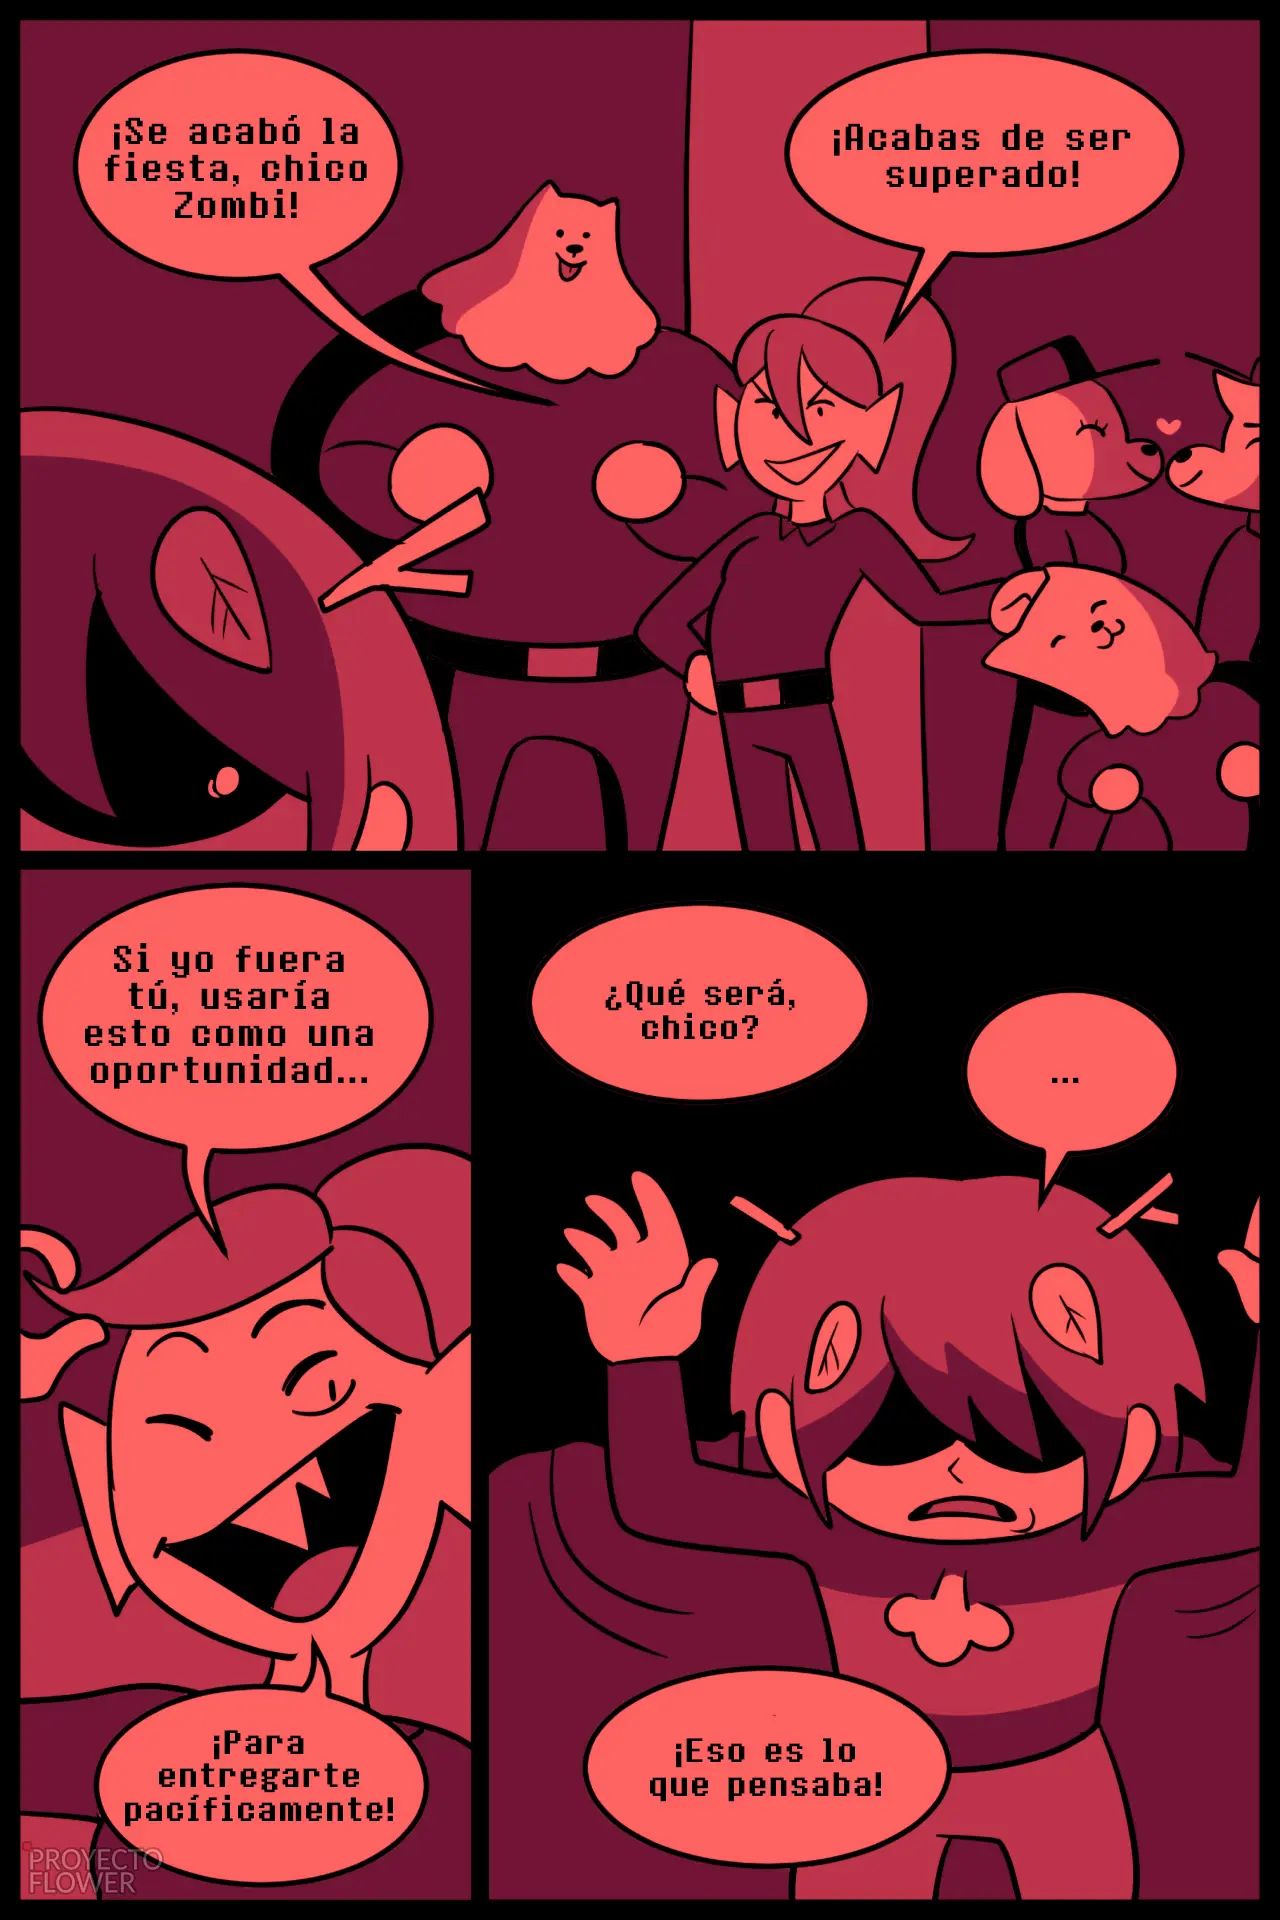 ¡Se acabó la
fiesta, chico
Zombi!
¡Acabas de ser
superado!
Si yo fuera
tú, usaría
esto como una
oportunidad...
¡Para
entregarte
pacíficamente!
¿Qué será,
chico?
...
¡Eso es lo
que pensaba!
PROYECTO
FLOWER